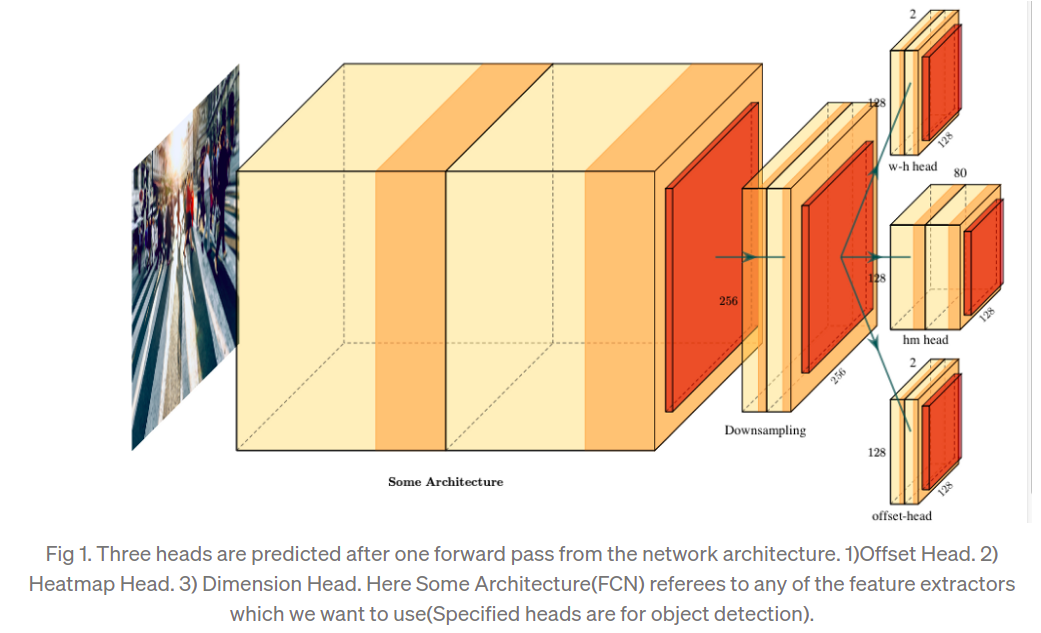 2
128
128
w-h head
80
256
128
128
hm head
256
2
Downsampling
128
128
Some Architecture
offset-head
Fig 1. Three heads are predicted after one forward pass from the network architecture. 1)Offset Head. 2)
Heatmap Head. 3) Dimension Head. Here Some Architecture(FCN) referees to any of the feature extractors
which we want to use(Specified heads are for object detection).